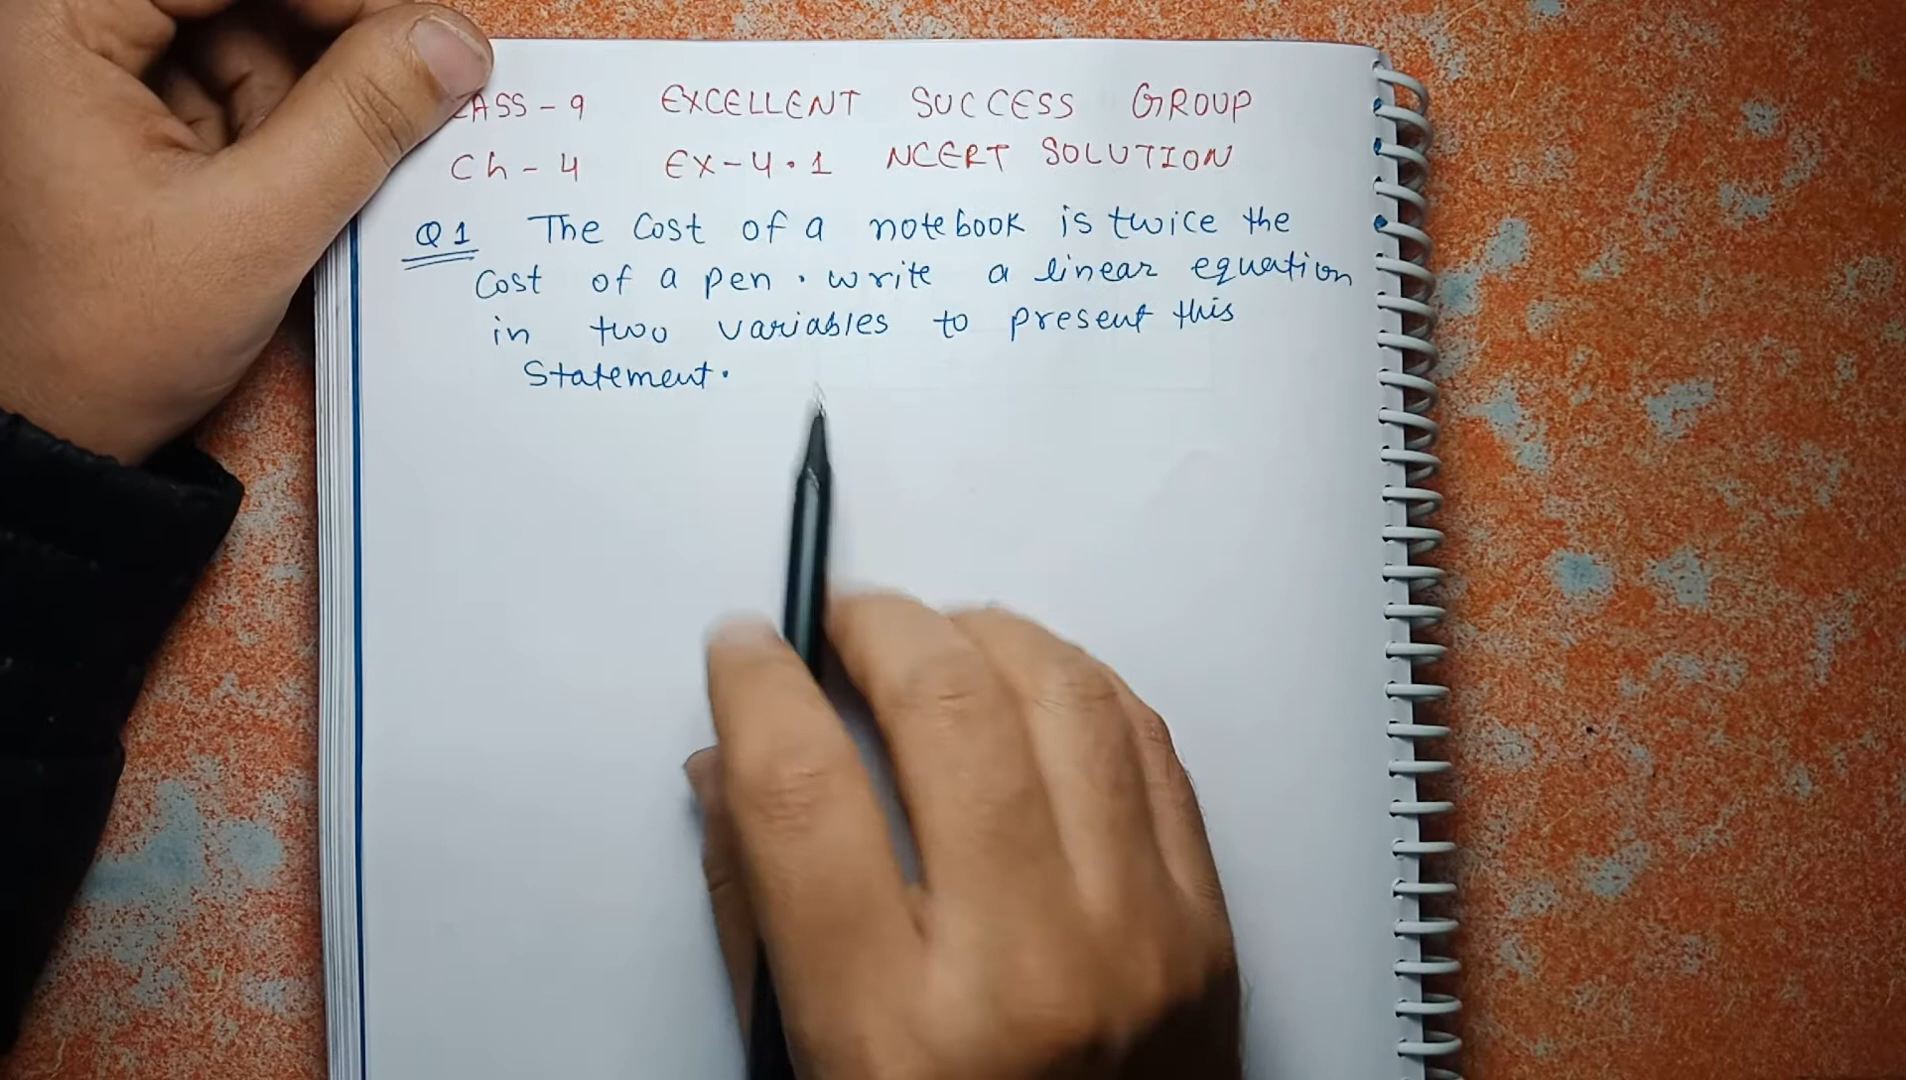 ASS - 9 EXCELLENT SUCCESS GROUP
Ch - 4 EX - 4.1 NCERT SOLUTION
Q1 The Cost of a notebook is twice the
Cost of a pen . write a linear equation
in two variables to present this
Statement .